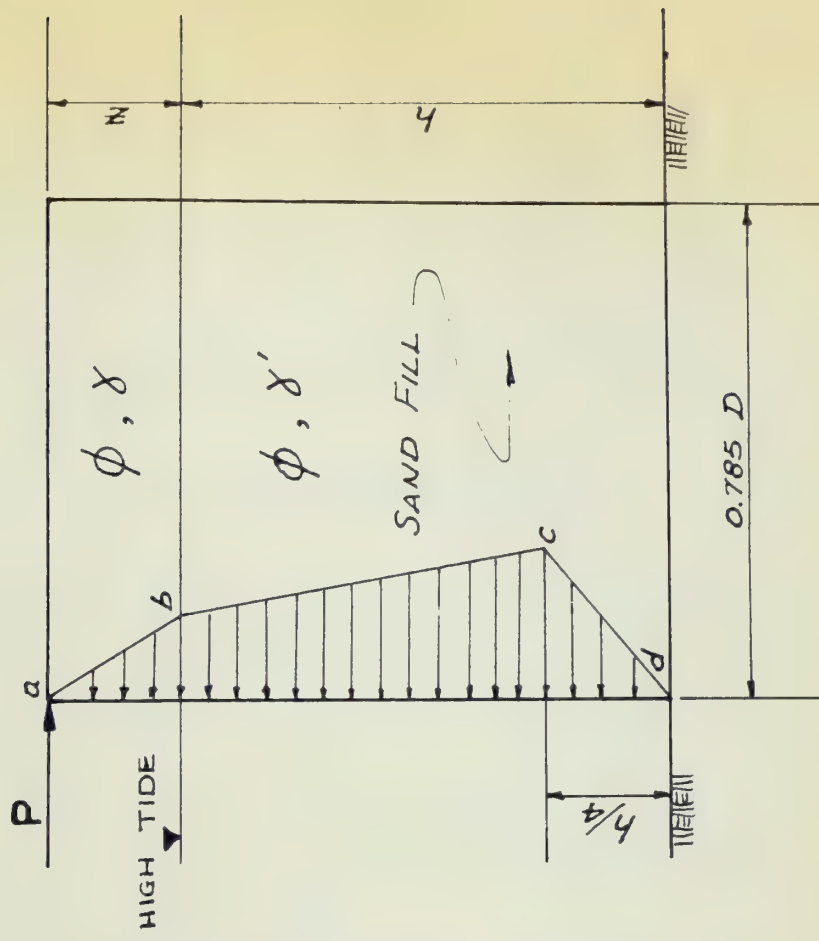 P
a
z
HIGH TIDE
b
ϕ, γ
h
ϕ, γ'
SAND FILL
c
h/4
d
0.785 D